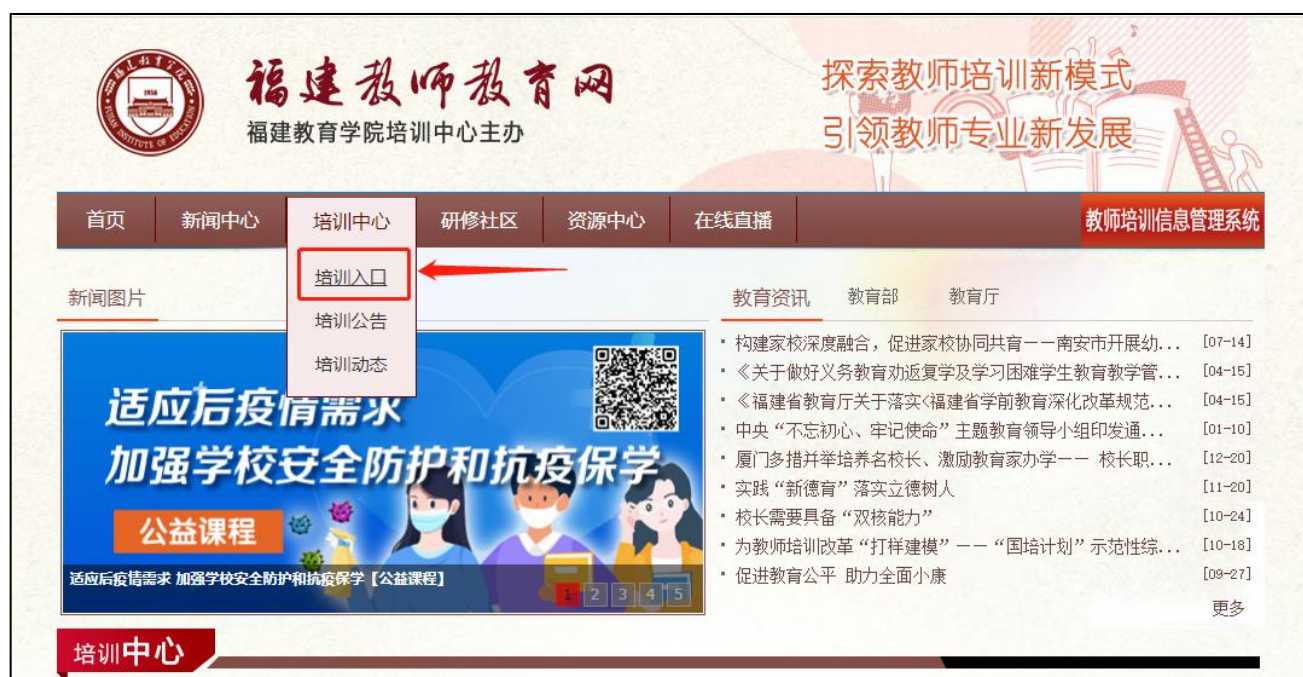 福建教育学院
1956
FUJIAN INSTITUTE OF EDUCATION
福建教师教育网
福建教育学院培训中心主办
探索教师培训新模式
引领教师专业新发展
首页 新闻中心 培训中心 研修社区 资源中心 在线直播 教师培训信息管理系统
培训入口
培训公告
培训动态
新闻图片
适应后疫情需求
加强学校安全防护和抗疫保学
公益课程
适应后疫情需求 加强学校安全防护和抗疫保学【公益课程】
1 2 3 4 5
教育资讯 教育部 教育厅
· 构建家校深度融合，促进家校协同共育——南安市开展幼... [07-14]
· 《关于做好义务教育劝返复学及学习困难学生教育教学管... [04-15]
· 《福建省教育厅关于落实<福建省学前教育深化改革规范... [04-15]
· 中央“不忘初心、牢记使命”主题教育领导小组印发通... [01-10]
· 厦门多措并举培养名校长、激励教育家办学—— 校长职... [12-20]
· 实践“新德育”落实立德树人 [11-20]
· 校长需要具备“双核能力” [10-24]
· 为教师培训改革“打样建模”——“国培计划”示范性综... [10-18]
· 促进教育公平 助力全面小康 [09-27]
更多
培训中心